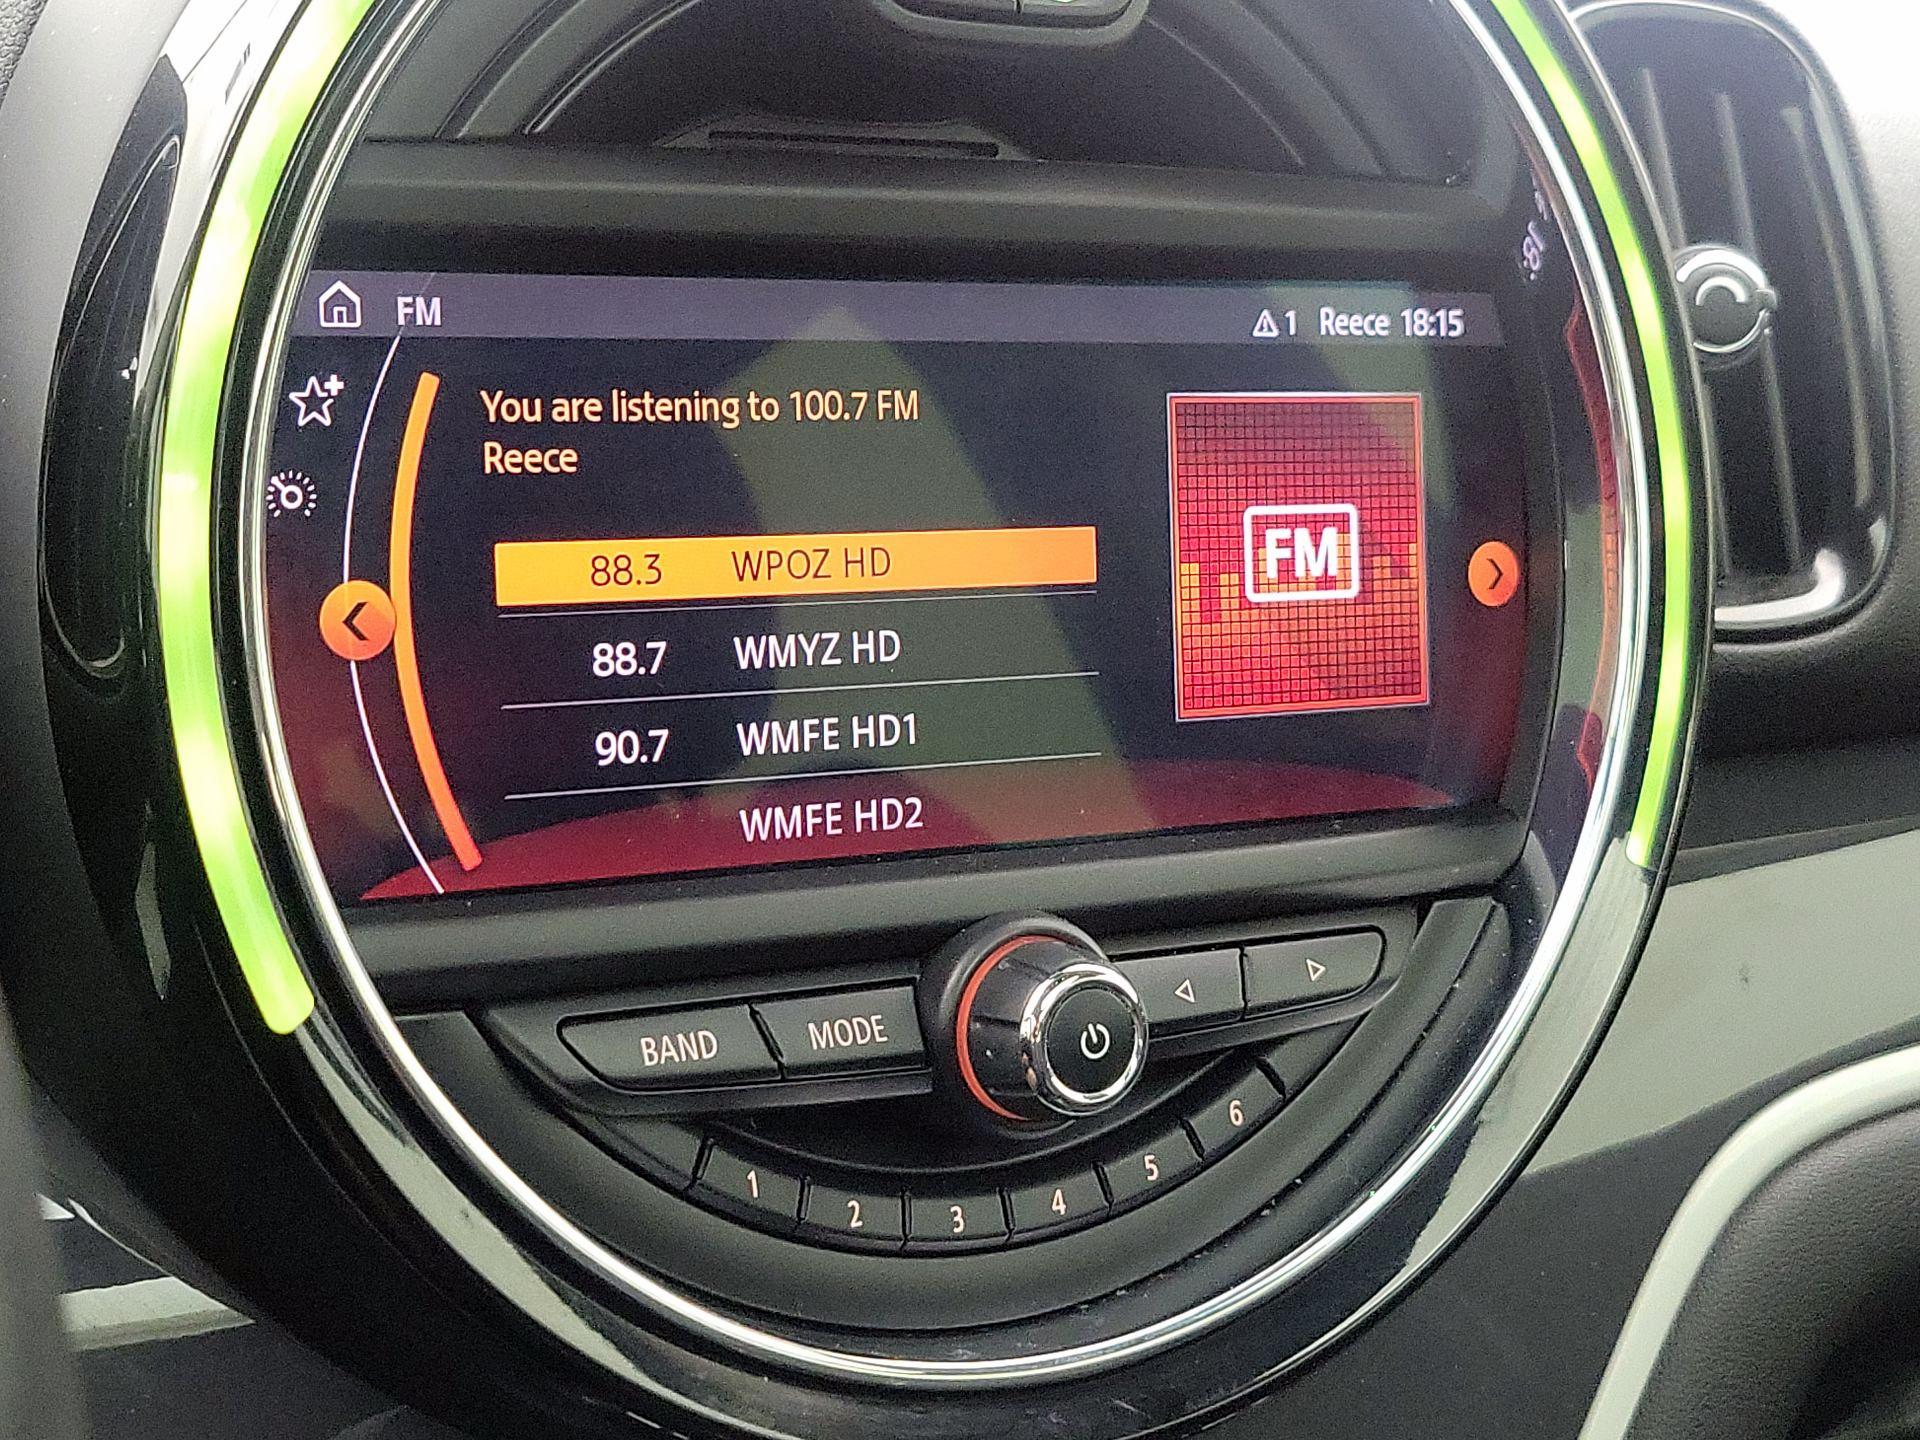 FM
1 Reece 18:15
You are listening to 100.7 FM
Reece
88.3 WPOZ HD
88.7 WMYZ HD
90.7 WMFE HD1
WMFE HD2
FM
BAND MODE
1 2 3 4 5 6